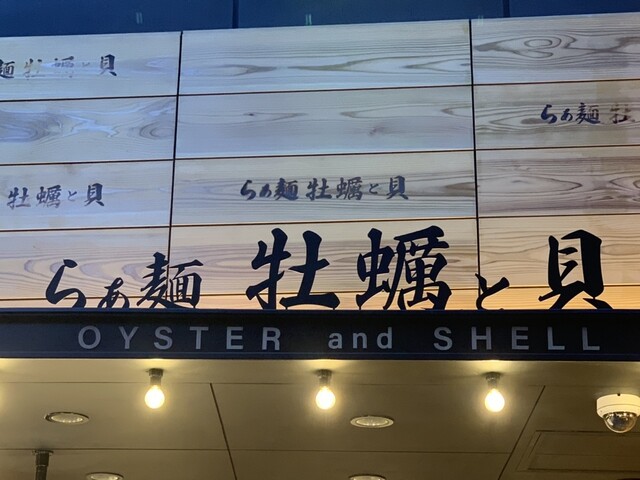 麺 牡蠣と貝
らぁ麺 牡
牡蠣と貝
らぁ麺 牡蠣と貝
らぁ麺 牡蠣と貝
OYSTER and SHELL